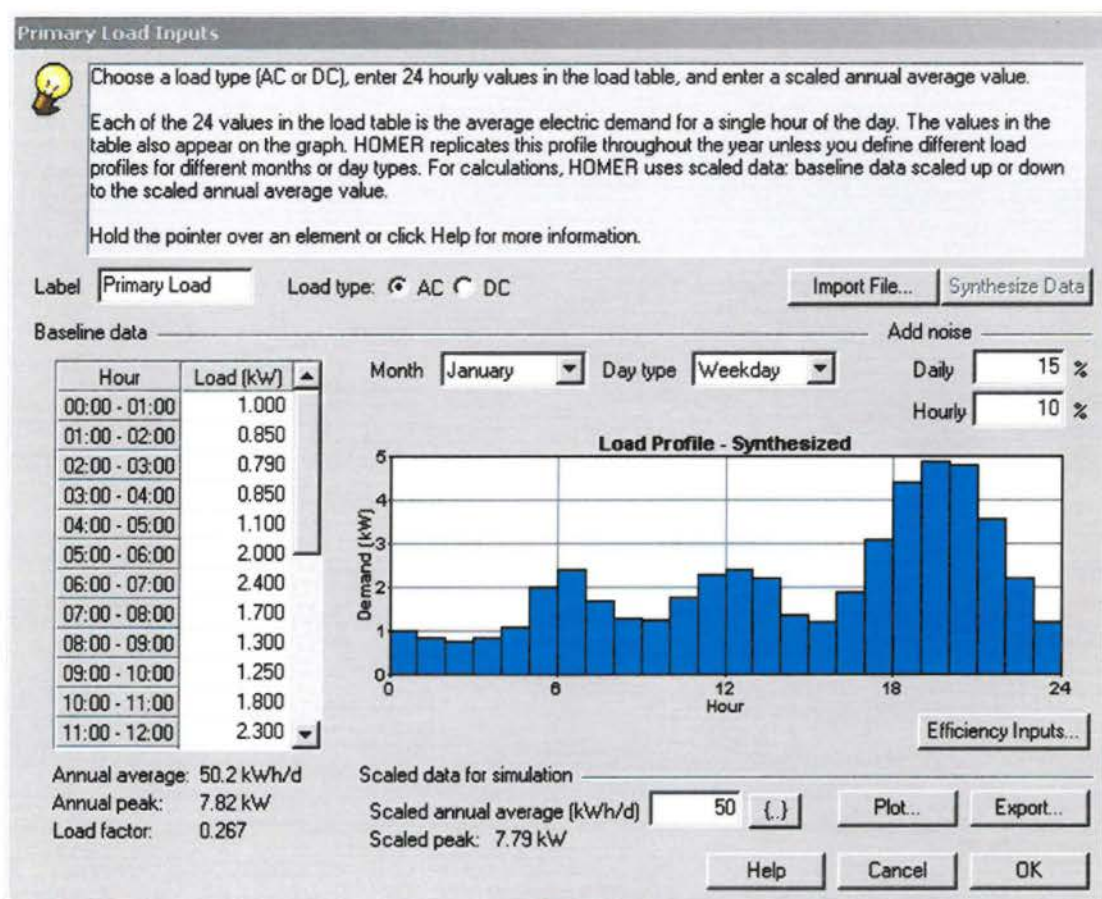 Primary Load Inputs
Choose a load type (AC or DC), enter 24 hourly values in the load table, and enter a scaled annual average value.
Each of the 24 values in the load table is the average electric demand for a single hour of the day. The values in the
table also appear on the graph. HOMER replicates this profile throughout the year unless you define different load
profiles for different months or day types. For calculations, HOMER uses scaled data: baseline data scaled up or down
to the scaled annual average value.
Hold the pointer over an element or click Help for more information.
Label Primary Load Load type: AC DC Import File... Synthesize Data
Baseline data Add noise
Month January Day type Weekday Daily 15 %
Hourly 10 %
Hour Load (kW)
00:00 - 01:00 1.000
01:00 - 02:00 0.850
02:00 - 03:00 0.790
03:00 - 04:00 0.850
04:00 - 05:00 1.100
05:00 - 06:00 2.000
06:00 - 07:00 2.400
07:00 - 08:00 1.700
08:00 - 09:00 1.300
09:00 - 10:00 1.250
10:00 - 11:00 1.800
11:00 - 12:00 2.300
Load Profile - Synthesized
5
4
3
2
1
0
Demand (kW)
0 6 12 18 24
Hour
Efficiency Inputs...
Annual average: 50.2 kWh/d
Annual peak: 7.82 kW
Load factor: 0.267
Scaled data for simulation
Scaled annual average (kWh/d) 50 {..} Plot... Export...
Scaled peak: 7.79 kW
Help Cancel OK